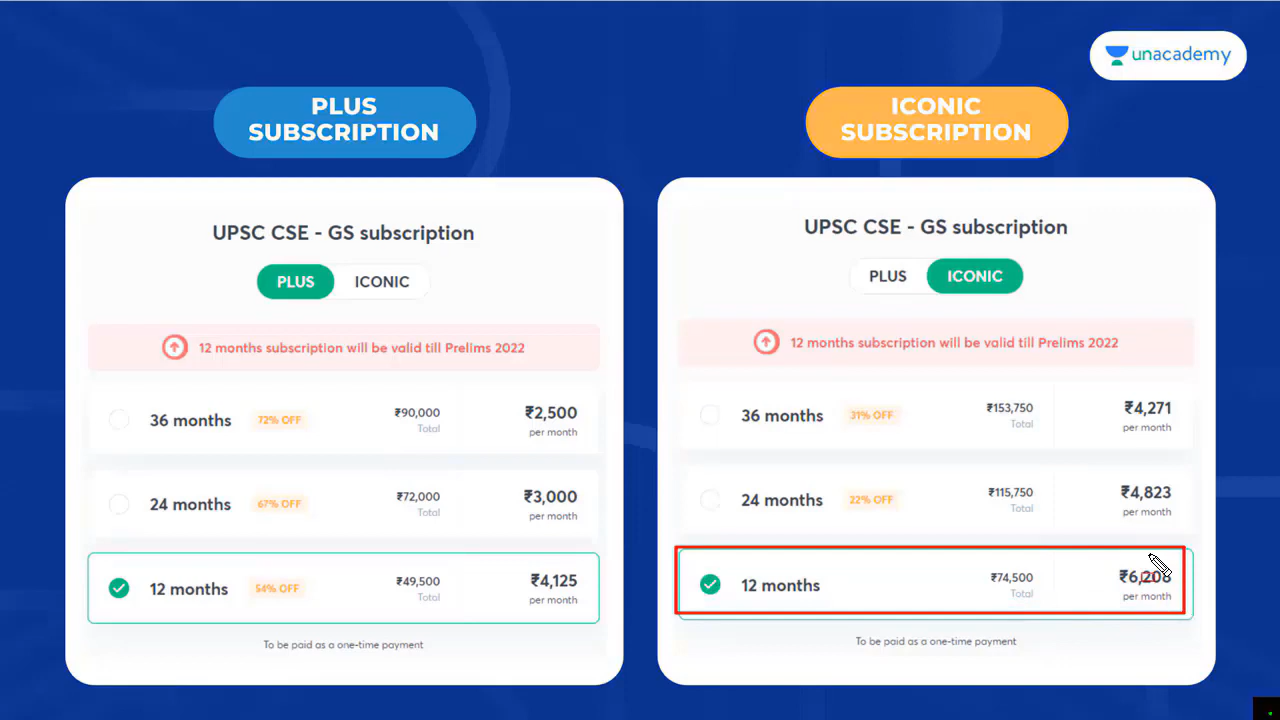 unacademy
PLUS
SUBSCRIPTION
UPSC CSE - GS subscription
PLUS ICONIC
12 months subscription will be valid till Prelims 2022
36 months 72% OFF ₹90,000 ₹2,500
Total per month
24 months 67% OFF ₹72,000 ₹3,000
Total per month
12 months 54% OFF ₹49,500 ₹4,125
Total per month
To be paid as a one-time payment
ICONIC
SUBSCRIPTION
UPSC CSE - GS subscription
PLUS ICONIC
12 months subscription will be valid till Prelims 2022
36 months 31% OFF ₹153,750 ₹4,271
Total per month
24 months 22% OFF ₹115,750 ₹4,823
Total per month
12 months ₹74,500 ₹6,208
Total per month
To be paid as a one-time payment